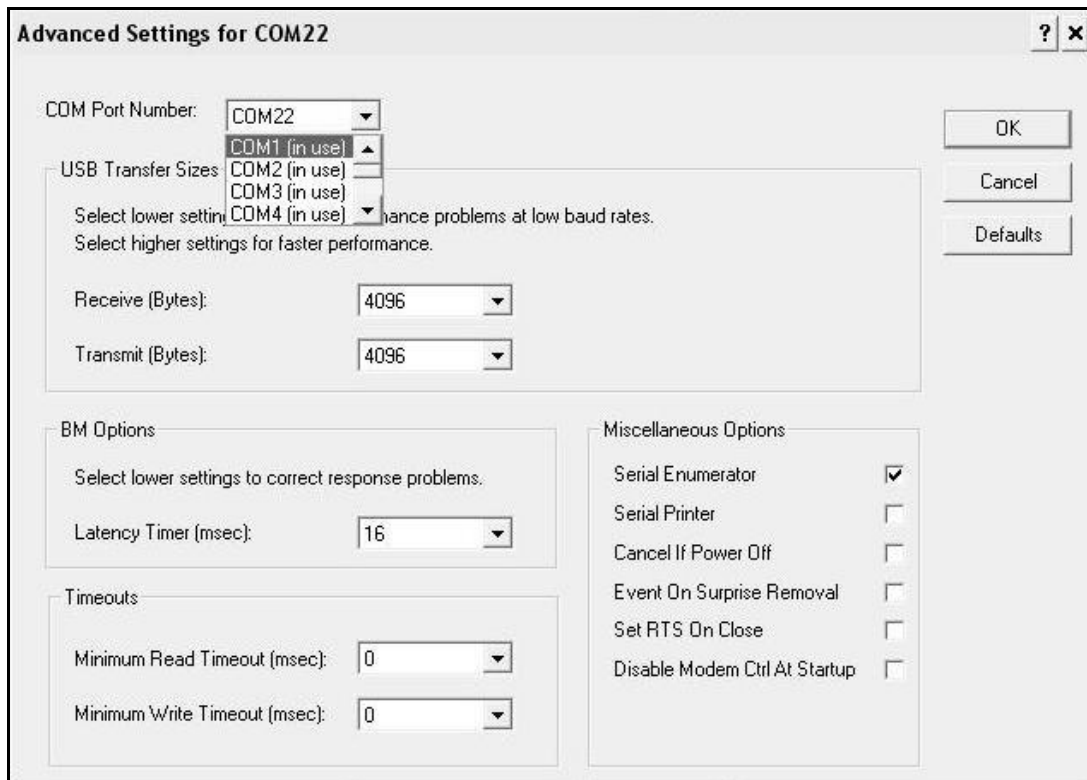 Advanced Settings for COM22
? ×
COM Port Number: COM22
COM1 (in use)
COM2 (in use)
COM3 (in use)
COM4 (in use)
OK
Cancel
Defaults
USB Transfer Sizes
Select lower settin ance problems at low baud rates.
Select higher settings for faster performance.
Receive (Bytes): 4096
Transmit (Bytes): 4096
BM Options
Select lower settings to correct response problems.
Latency Timer (msec): 16
Timeouts
Minimum Read Timeout (msec): 0
Minimum Write Timeout (msec): 0
Miscellaneous Options
Serial Enumerator
Serial Printer
Cancel If Power Off
Event On Surprise Removal
Set RTS On Close
Disable Modem Ctrl At Startup